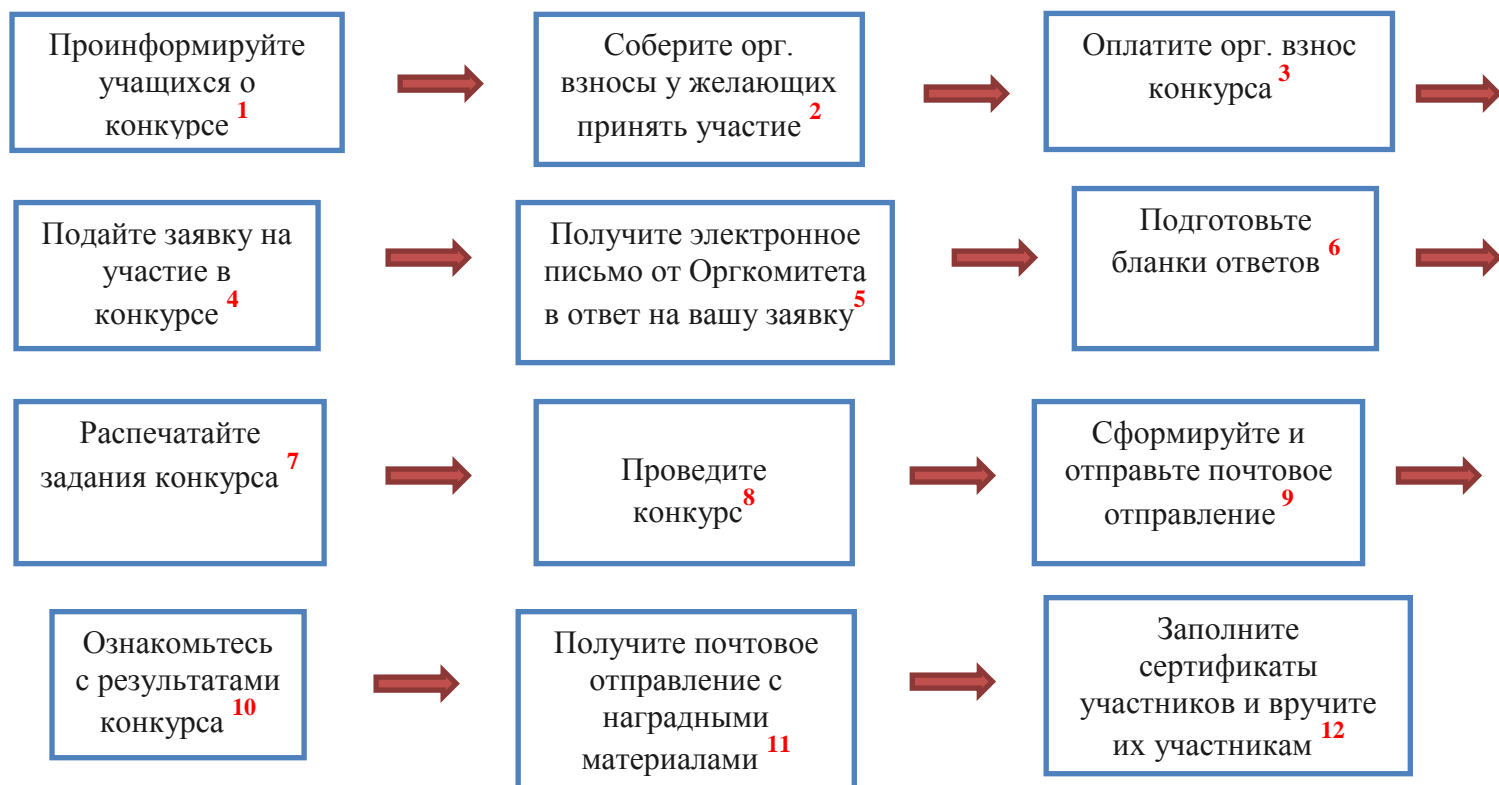 Проинформируйте
учащихся о
конкурсе 1
Соберите орг.
взносы у желающих
принять участие 2
Оплатите орг. взнос
конкурса 3
Подайте заявку на
участие в
конкурсе 4
Получите электронное
письмо от Оргкомитета
в ответ на вашу заявку5
Подготовьте
бланки ответов 6
Распечатайте
задания конкурса 7
Проведите
конкурс8
Сформируйте и
отправьте почтовое
отправление 9
Ознакомьтесь
с результатами
конкурса 10
Получите почтовое
отправление с
наградными
материалами 11
Заполните
сертификаты
участников и вручите
их участникам 12